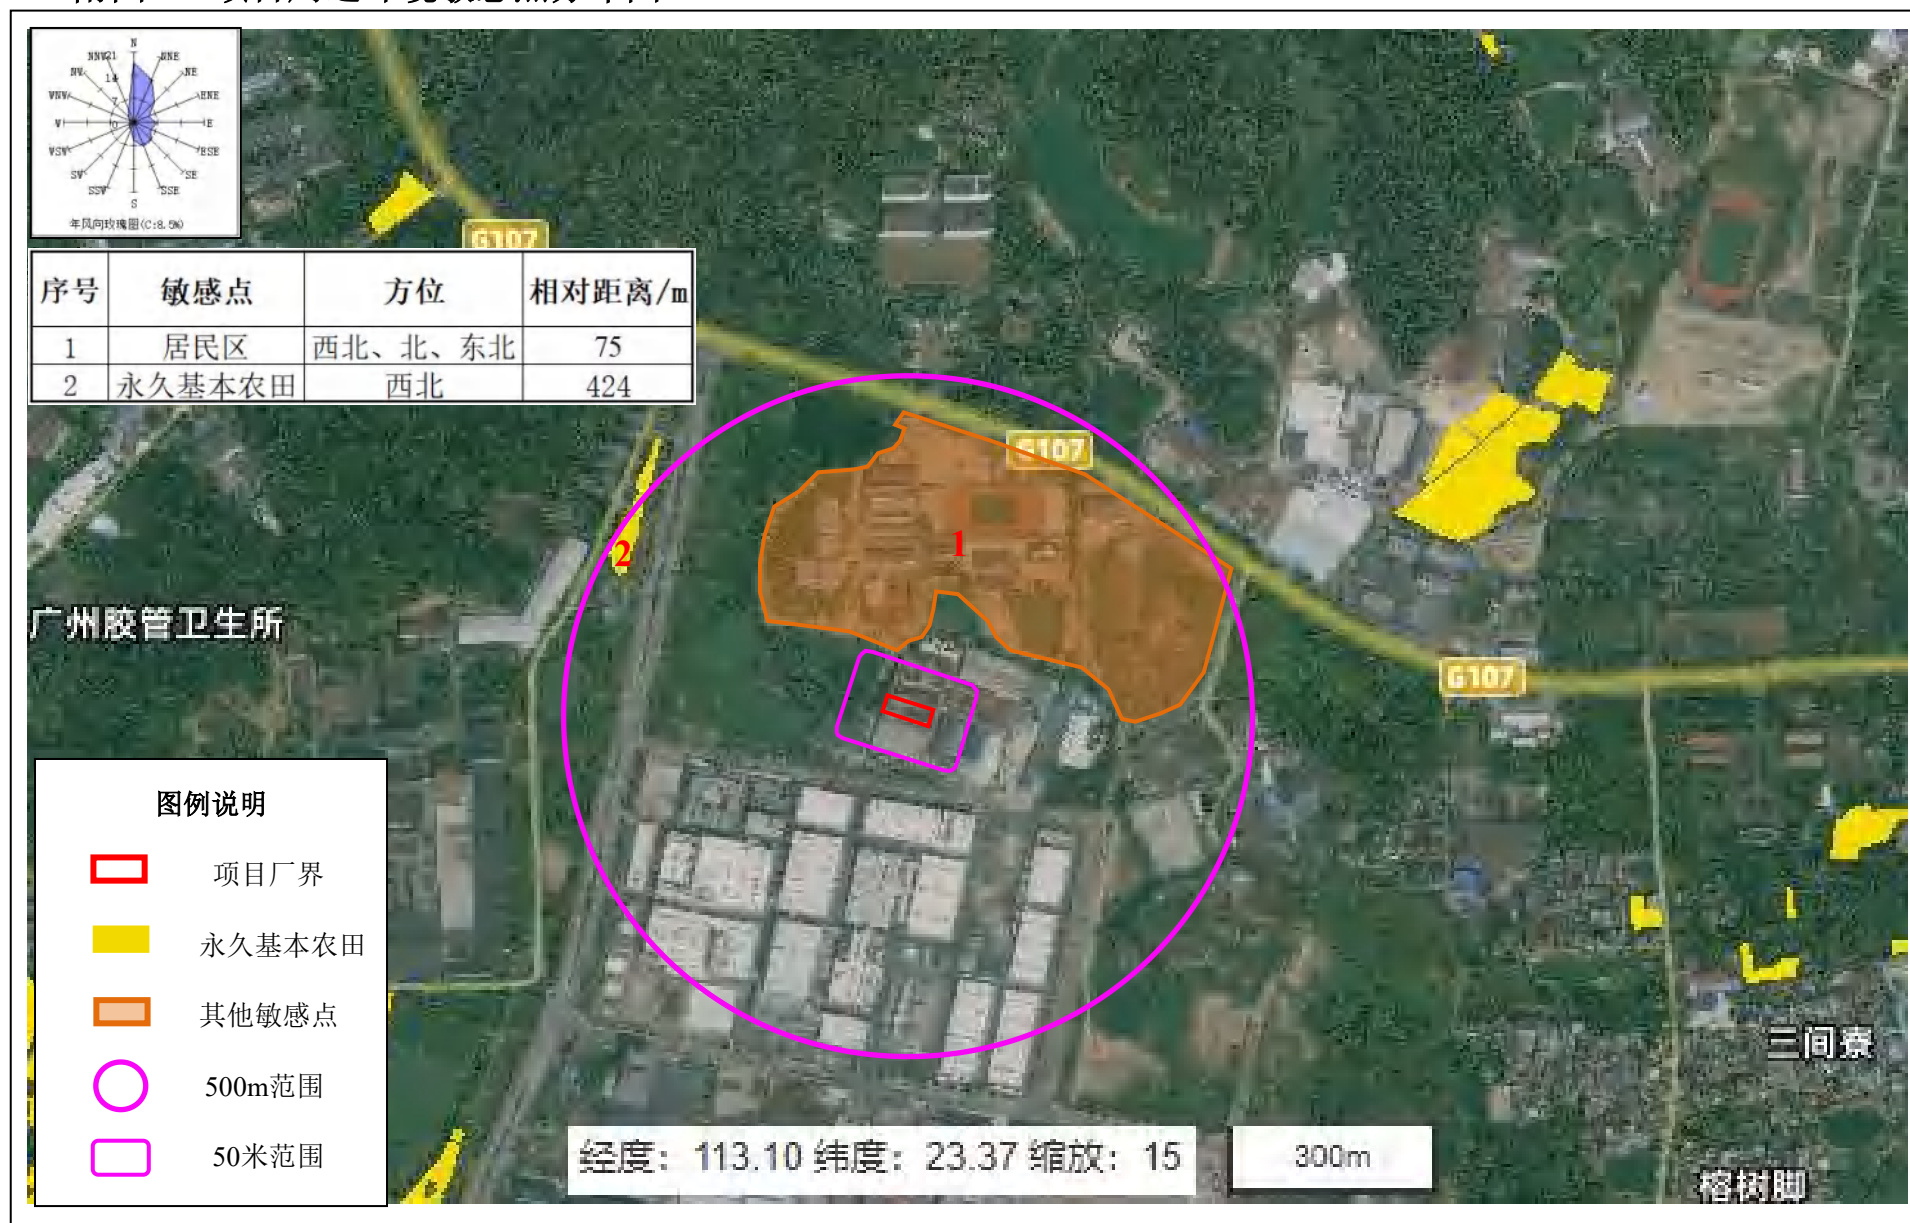 N
NNW
21
NNE
NW
14
NE
WNW
7
ENE
W
0
E
WSW
ESE
SW
SE
SSW
SSE
S
年风向玫瑰图(C:8.5%)
G107
序号 敏感点 方位 相对距离/m
1 居民区 西北、北、东北 75
2 永久基本农田 西北 424
G107
1
2
广州胶管卫生所
G107
图例说明
项目厂界
永久基本农田
其他敏感点
500m范围
50米范围
三间寮
经度：113.10 纬度：23.37 缩放：15
300m
榕树脚